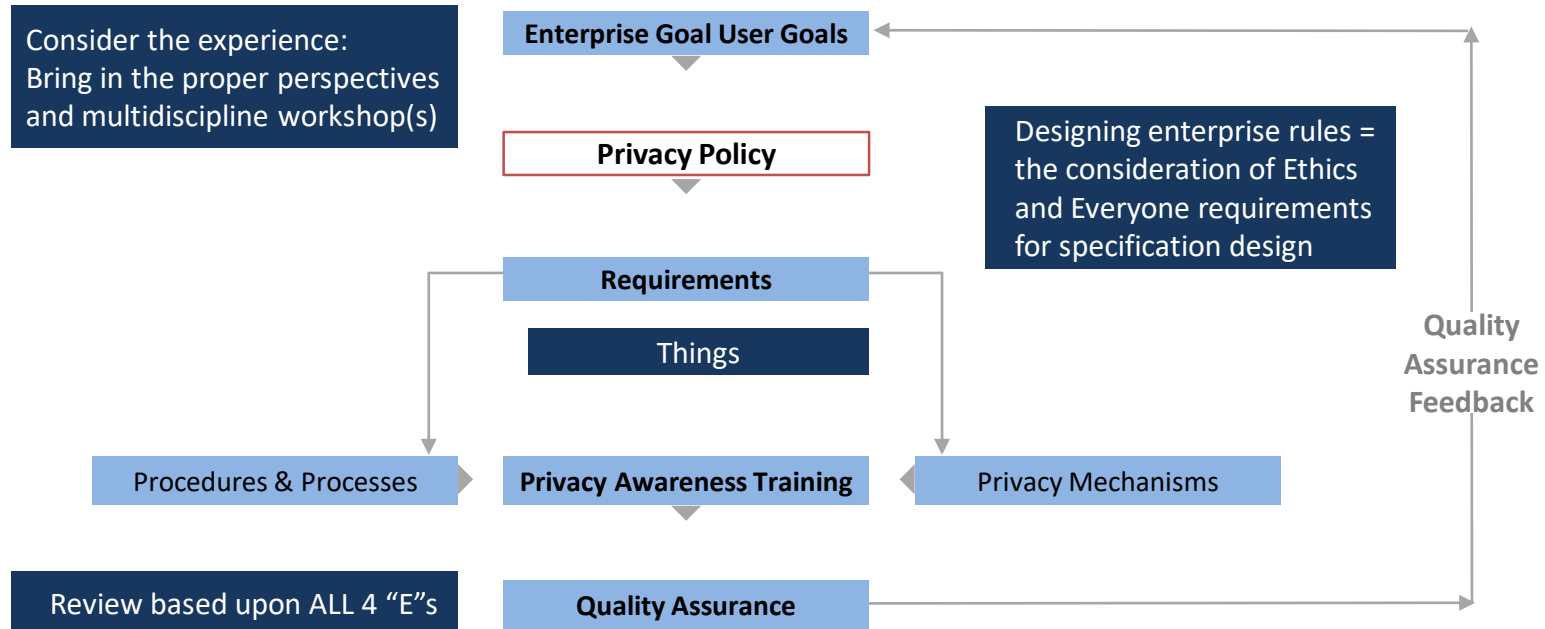 Consider the experience:
Bring in the proper perspectives
and multidiscipline workshop(s)
Enterprise Goal User Goals
Privacy Policy
Designing enterprise rules =
the consideration of Ethics
and Everyone requirements
for specification design
Requirements
Things
Quality
Assurance
Feedback
Procedures & Processes
Privacy Awareness Training
Privacy Mechanisms
Review based upon ALL 4 “E”s
Quality Assurance